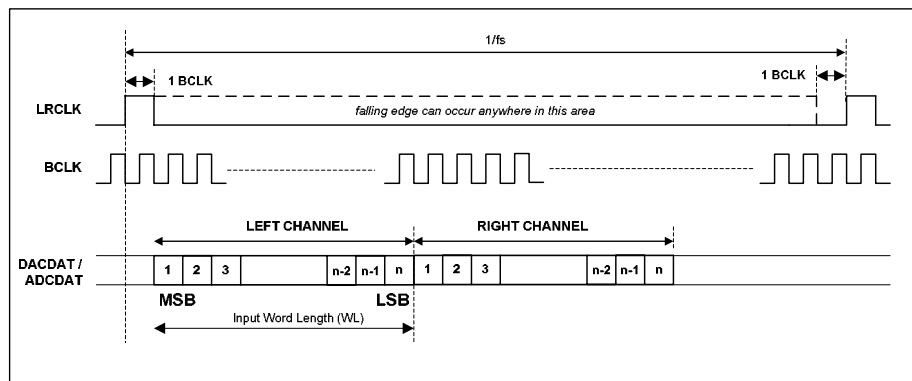 1/fs
1 BCLK
1 BCLK
LRCLK
falling edge can occur anywhere in this area
BCLK
LEFT CHANNEL
RIGHT CHANNEL
DACDAT /
ADCDAT
1 2 3 n-2 n-1 n 1 2 3 n-2 n-1 n
MSB
LSB
Input Word Length (WL)